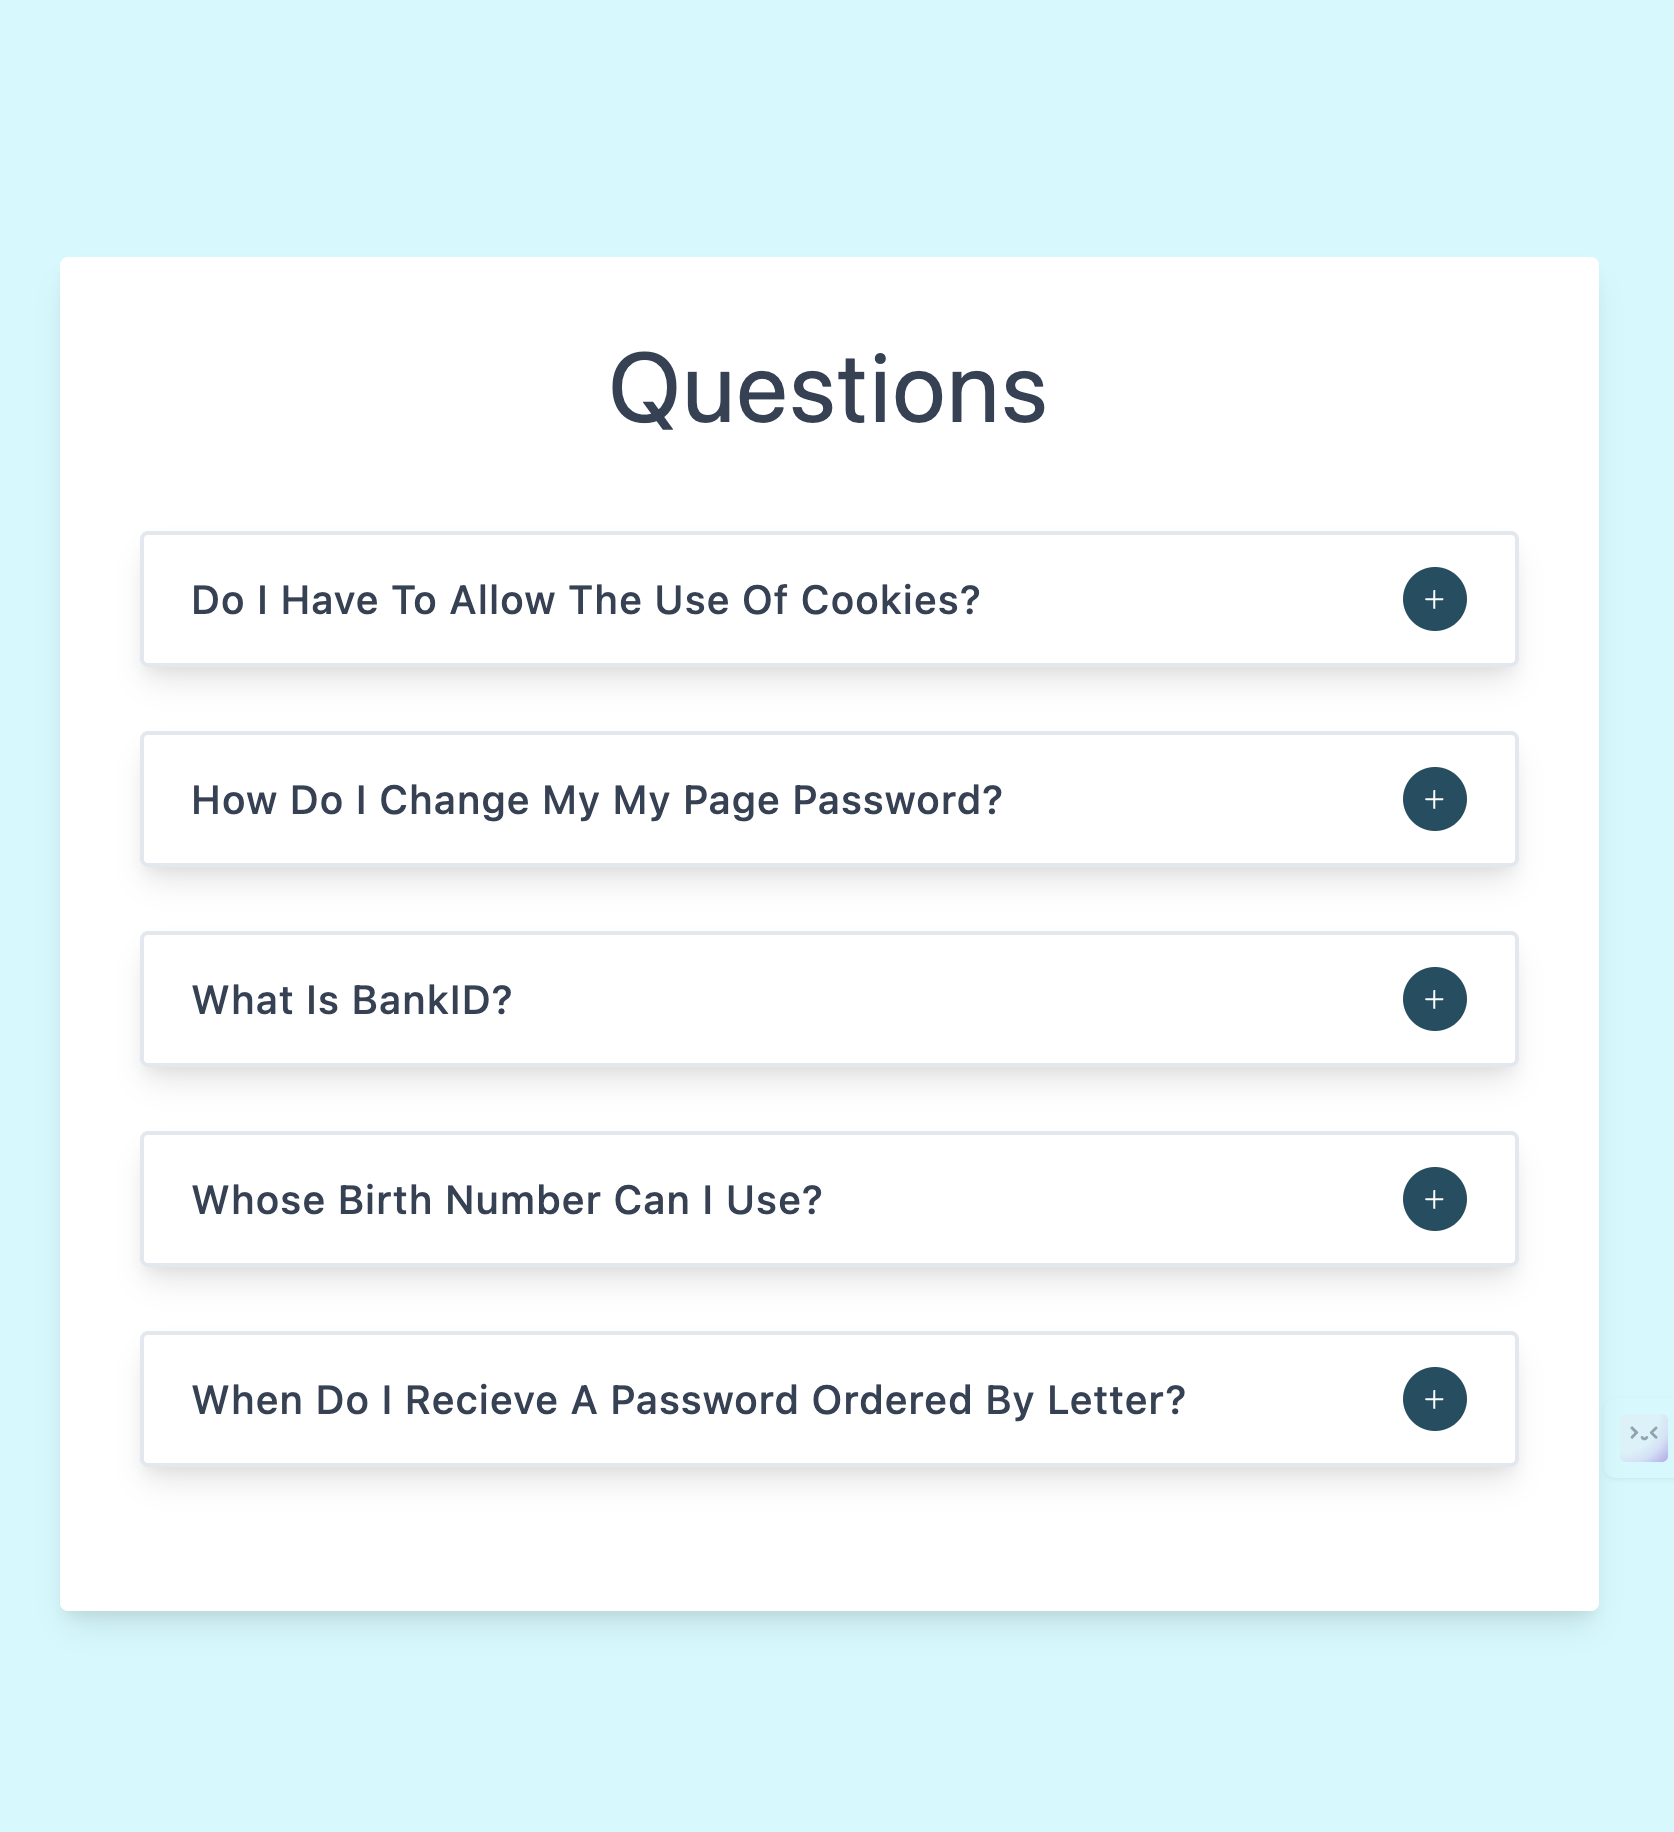 Questions
Do I Have To Allow The Use Of Cookies?
How Do I Change My My Page Password?
What Is BankID?
Whose Birth Number Can I Use?
When Do I Recieve A Password Ordered By Letter?